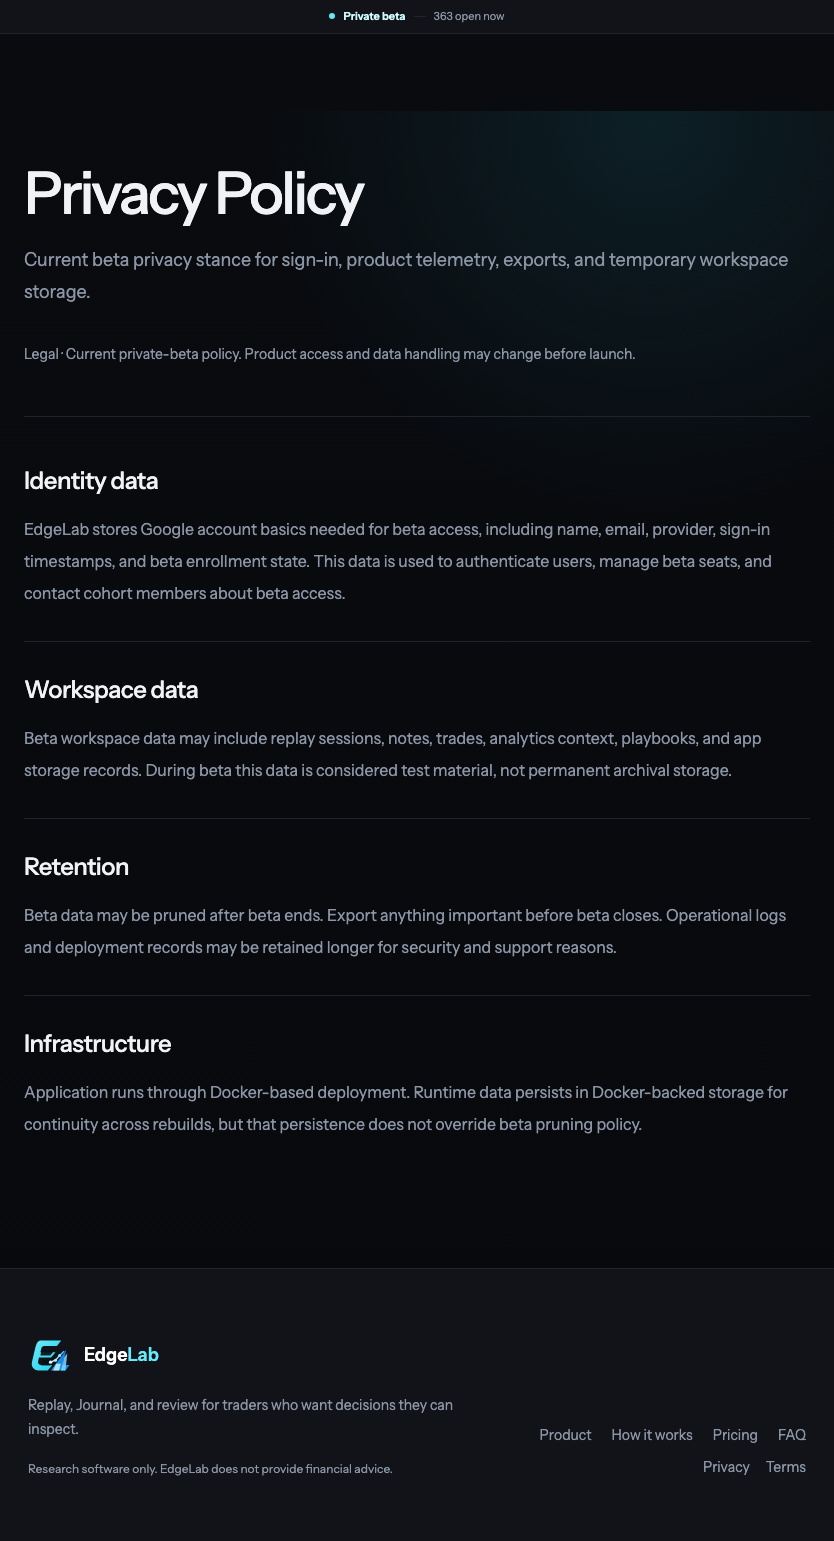 Private beta — 363 open now
Privacy Policy
Current beta privacy stance for sign-in, product telemetry, exports, and temporary workspace
storage.
Legal · Current private-beta policy. Product access and data handling may change before launch.
Identity data
EdgeLab stores Google account basics needed for beta access, including name, email, provider, sign-in
timestamps, and beta enrollment state. This data is used to authenticate users, manage beta seats, and
contact cohort members about beta access.
Workspace data
Beta workspace data may include replay sessions, notes, trades, analytics context, playbooks, and app
storage records. During beta this data is considered test material, not permanent archival storage.
Retention
Beta data may be pruned after beta ends. Export anything important before beta closes. Operational logs
and deployment records may be retained longer for security and support reasons.
Infrastructure
Application runs through Docker-based deployment. Runtime data persists in Docker-backed storage for
continuity across rebuilds, but that persistence does not override beta pruning policy.
EdgeLab
Replay, Journal, and review for traders who want decisions they can
inspect.
Research software only. EdgeLab does not provide financial advice.
Product How it works Pricing FAQ
Privacy Terms